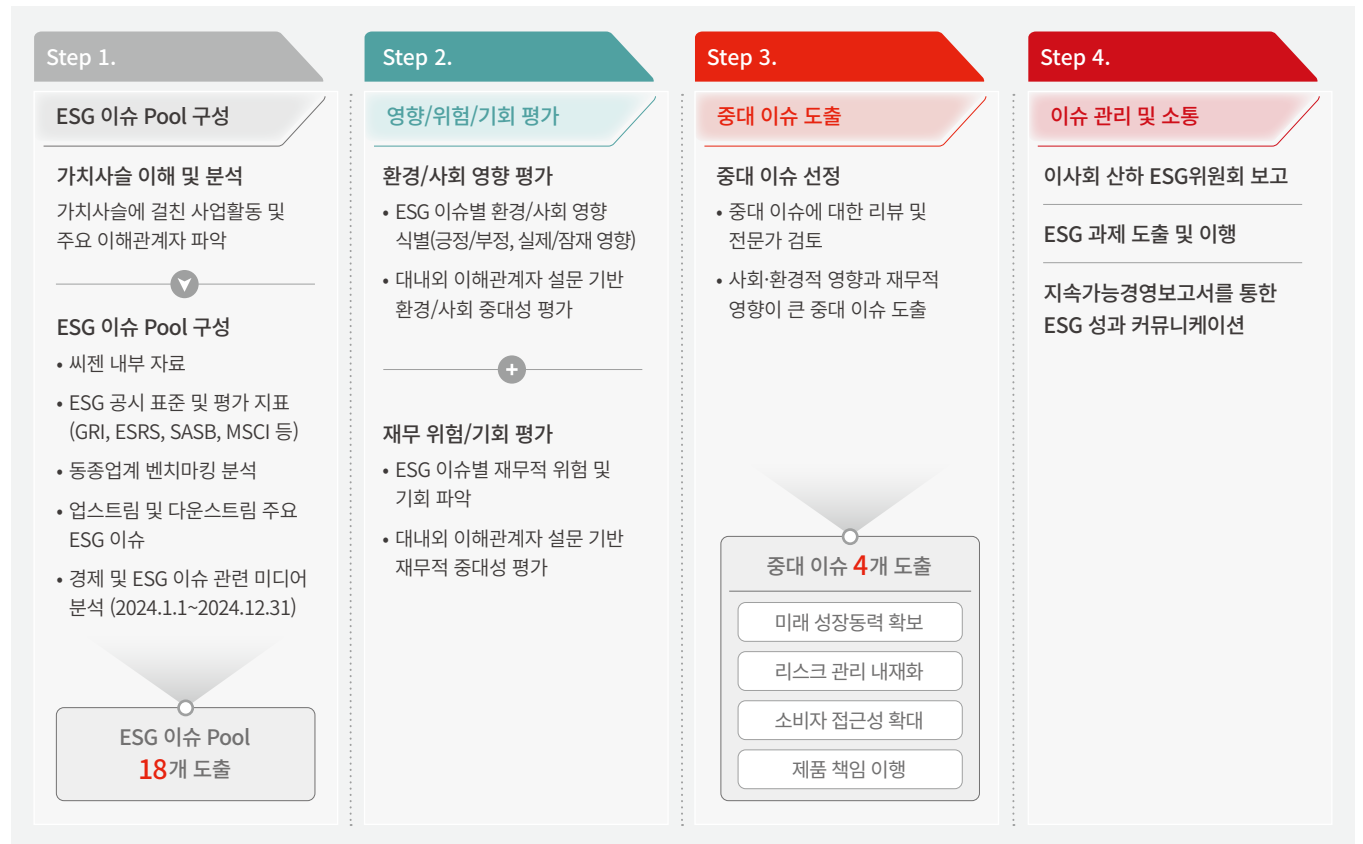 Step 1.
ESG 이슈 Pool 구성
가치사슬 이해 및 분석
가치사슬에 걸친 사업활동 및
주요 이해관계자 파악
ESG 이슈 Pool 구성
• 씨젠 내부 자료
• ESG 공시 표준 및 평가 지표
(GRI, ESRS, SASB, MSCI 등)
• 동종업계 벤치마킹 분석
• 업스트림 및 다운스트림 주요
ESG 이슈
• 경제 및 ESG 이슈 관련 미디어
분석 (2024.1.1~2024.12.31)
ESG 이슈 Pool
18개 도출
Step 2.
영향/위험/기회 평가
환경/사회 영향 평가
• ESG 이슈별 환경/사회 영향
식별(긍정/부정, 실제/잠재 영향)
• 대내외 이해관계자 설문 기반
환경/사회 중대성 평가
+
재무 위험/기회 평가
• ESG 이슈별 재무적 위험 및
기회 파악
• 대내외 이해관계자 설문 기반
재무적 중대성 평가
Step 3.
중대 이슈 도출
중대 이슈 선정
• 중대 이슈에 대한 리뷰 및
전문가 검토
• 사회·환경적 영향과 재무적
영향이 큰 중대 이슈 도출
중대 이슈 4개 도출
미래 성장동력 확보
리스크 관리 내재화
소비자 접근성 확대
제품 책임 이행
Step 4.
이슈 관리 및 소통
이사회 산하 ESG위원회 보고
ESG 과제 도출 및 이행
지속가능경영보고서를 통한
ESG 성과 커뮤니케이션